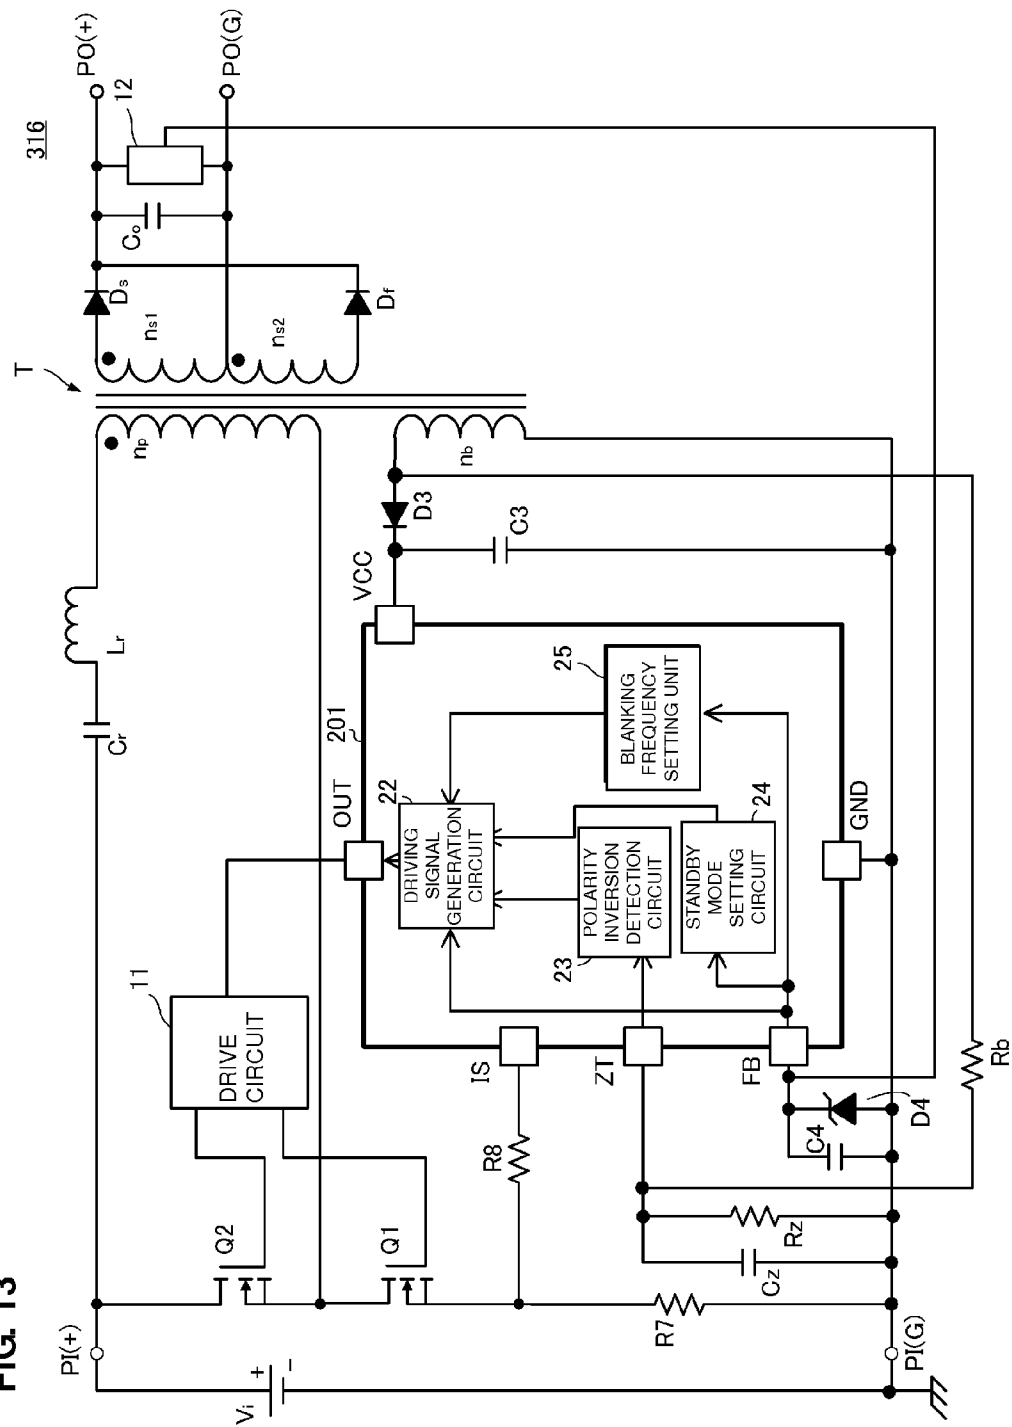 FIG. 13
316
PI(+)
Vi
+
−
PI(G)
Q2
Q1
R7
R8
Cz
Rz
C4
D4
Rb
11
DRIVE
CIRCUIT
Cr
Lr
T
np
ns1
ns2
nb
Ds
Df
Co
12
PO(+)
PO(G)
201
OUT
VCC
IS
ZT
FB
GND
D3
C3
22
DRIVING
SIGNAL
GENERATION
CIRCUIT
23
POLARITY
INVERSION
DETECTION
CIRCUIT
24
STANDBY
MODE
SETTING
CIRCUIT
25
BLANKING
FREQUENCY
SETTING UNIT